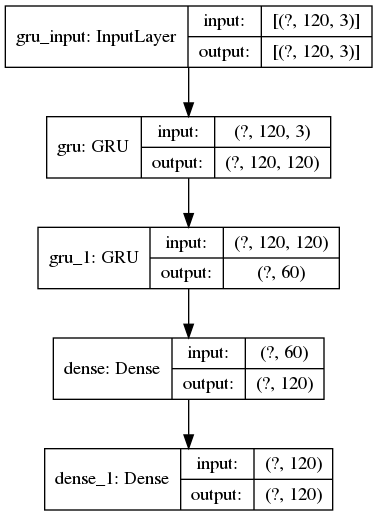 gru_input: InputLayer
input: [(?, 120, 3)]
output: [(?, 120, 3)]
gru: GRU
input: (?, 120, 3)
output: (?, 120, 120)
gru_1: GRU
input: (?, 120, 120)
output: (?, 60)
dense: Dense
input: (?, 60)
output: (?, 120)
dense_1: Dense
input: (?, 120)
output: (?, 120)